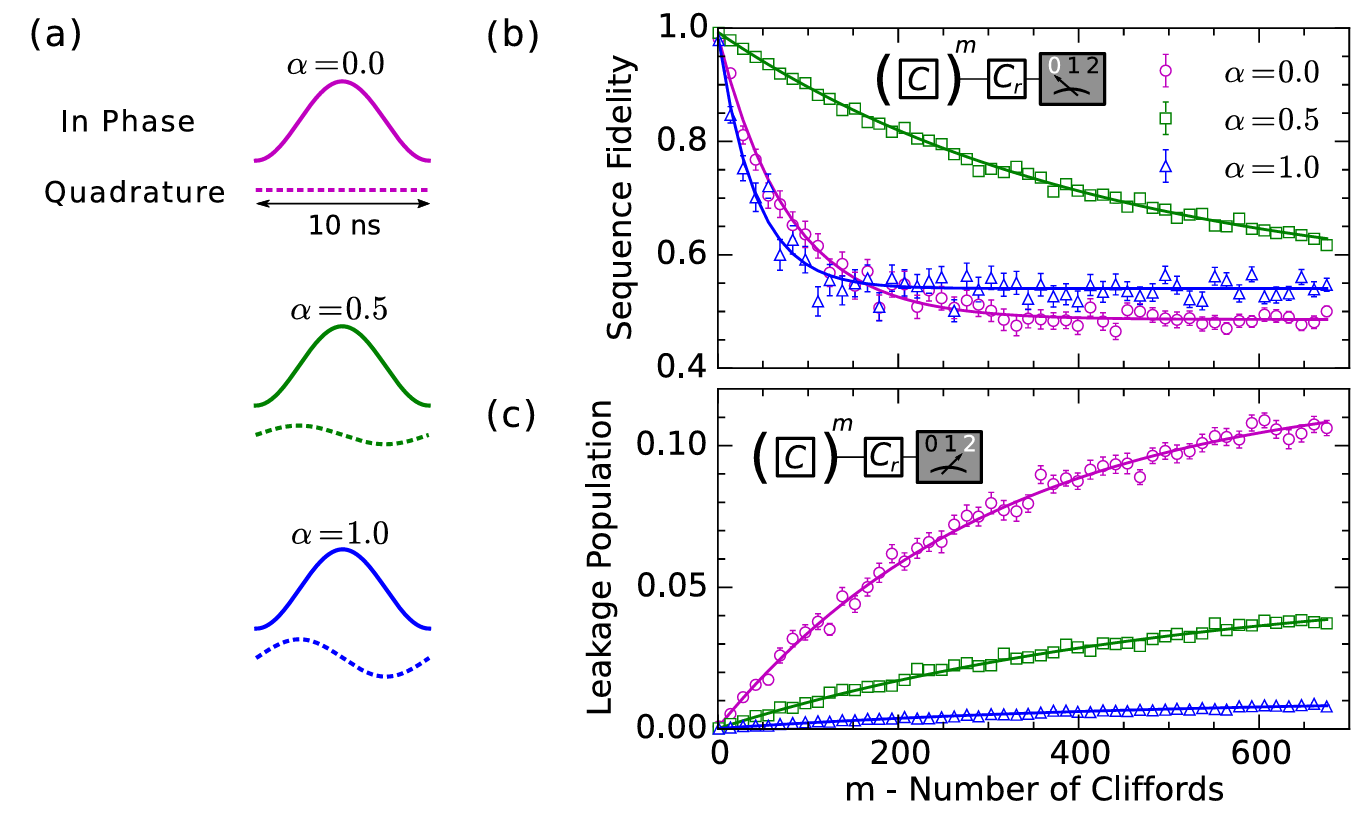 (a)
α=0.0
In Phase
Quadrature
10 ns
α=0.5
α=1.0
(b)
Sequence Fidelity
1.0
0.8
0.6
0.4
(C)^m C_r 0 1 2
α=0.0
α=0.5
α=1.0
(c)
Leakage Population
0.10
0.05
0.00
(C)^m C_r 0 1 2
0 200 400 600
m - Number of Cliffords